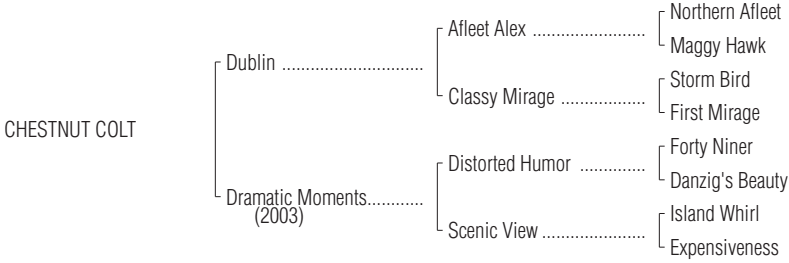 Northern Afleet
Afleet Alex .......................
Maggy Hawk
Dublin .............................
Storm Bird
Classy Mirage ..................
First Mirage
CHESTNUT COLT
Forty Niner
Distorted Humor ..............
Danzig's Beauty
Dramatic Moments............
(2003)
Island Whirl
Scenic View .....................
Expensiveness